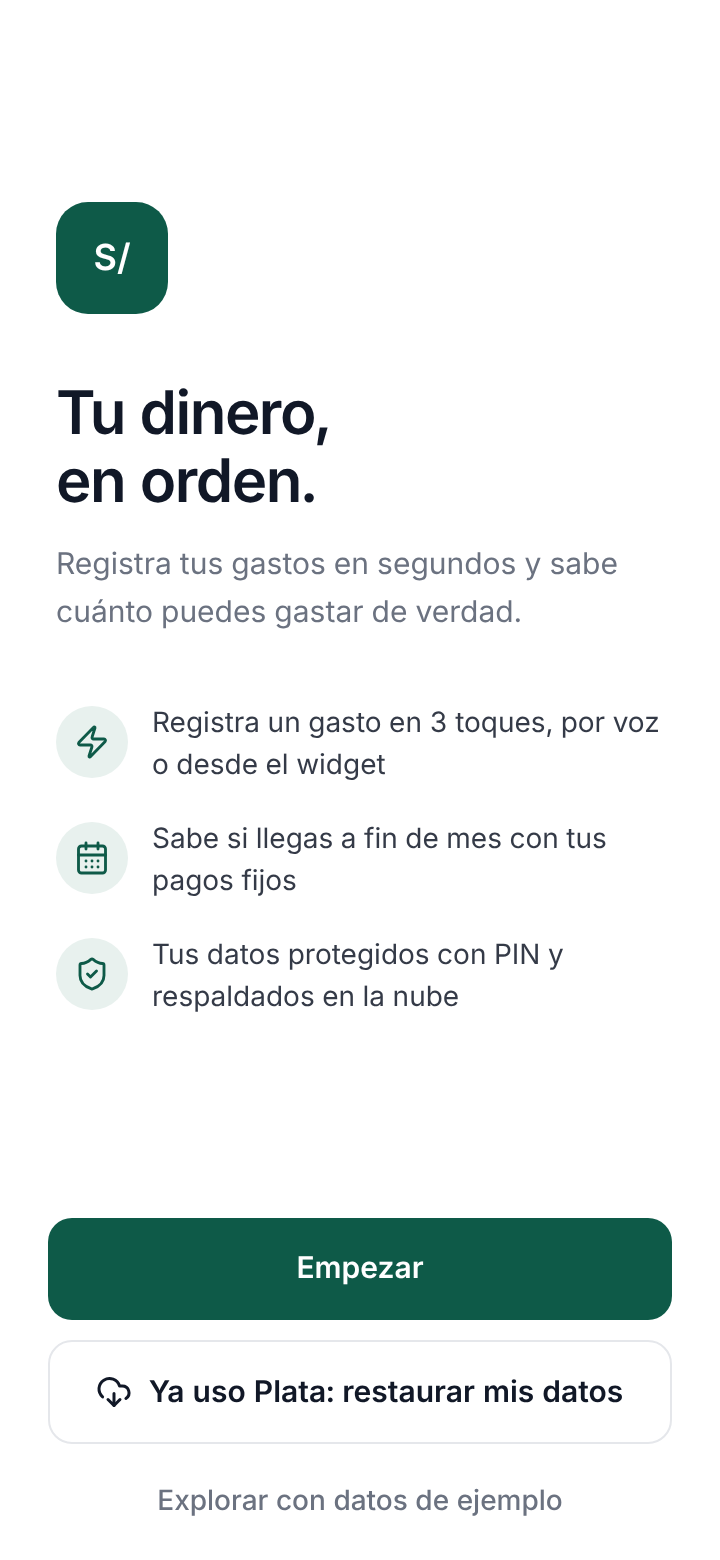 S/
Tu dinero,
en orden.
Registra tus gastos en segundos y sabe
cuánto puedes gastar de verdad.
Registra un gasto en 3 toques, por voz
o desde el widget
Sabe si llegas a fin de mes con tus
pagos fijos
Tus datos protegidos con PIN y
respaldados en la nube
Empezar
Ya uso Plata: restaurar mis datos
Explorar con datos de ejemplo